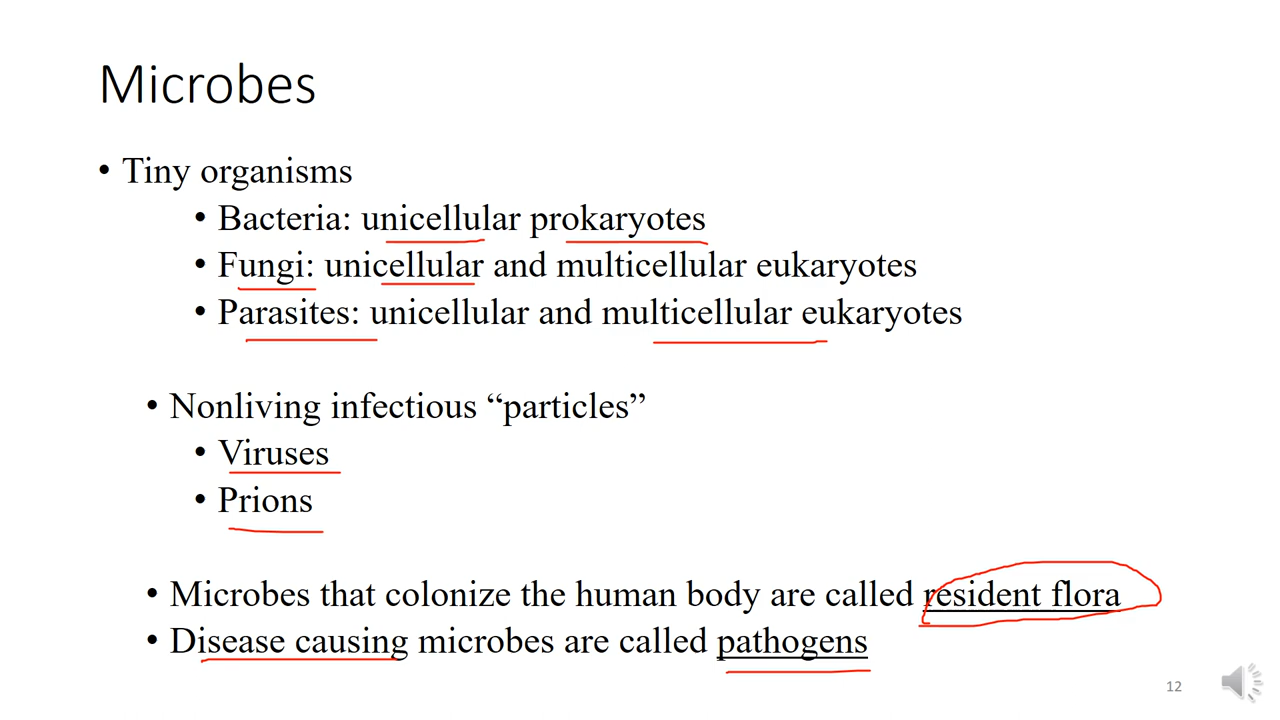 Microbes
• Tiny organisms
• Bacteria: unicellular prokaryotes
• Fungi: unicellular and multicellular eukaryotes
• Parasites: unicellular and multicellular eukaryotes
• Nonliving infectious “particles”
• Viruses
• Prions
• Microbes that colonize the human body are called resident flora
• Disease causing microbes are called pathogens
12